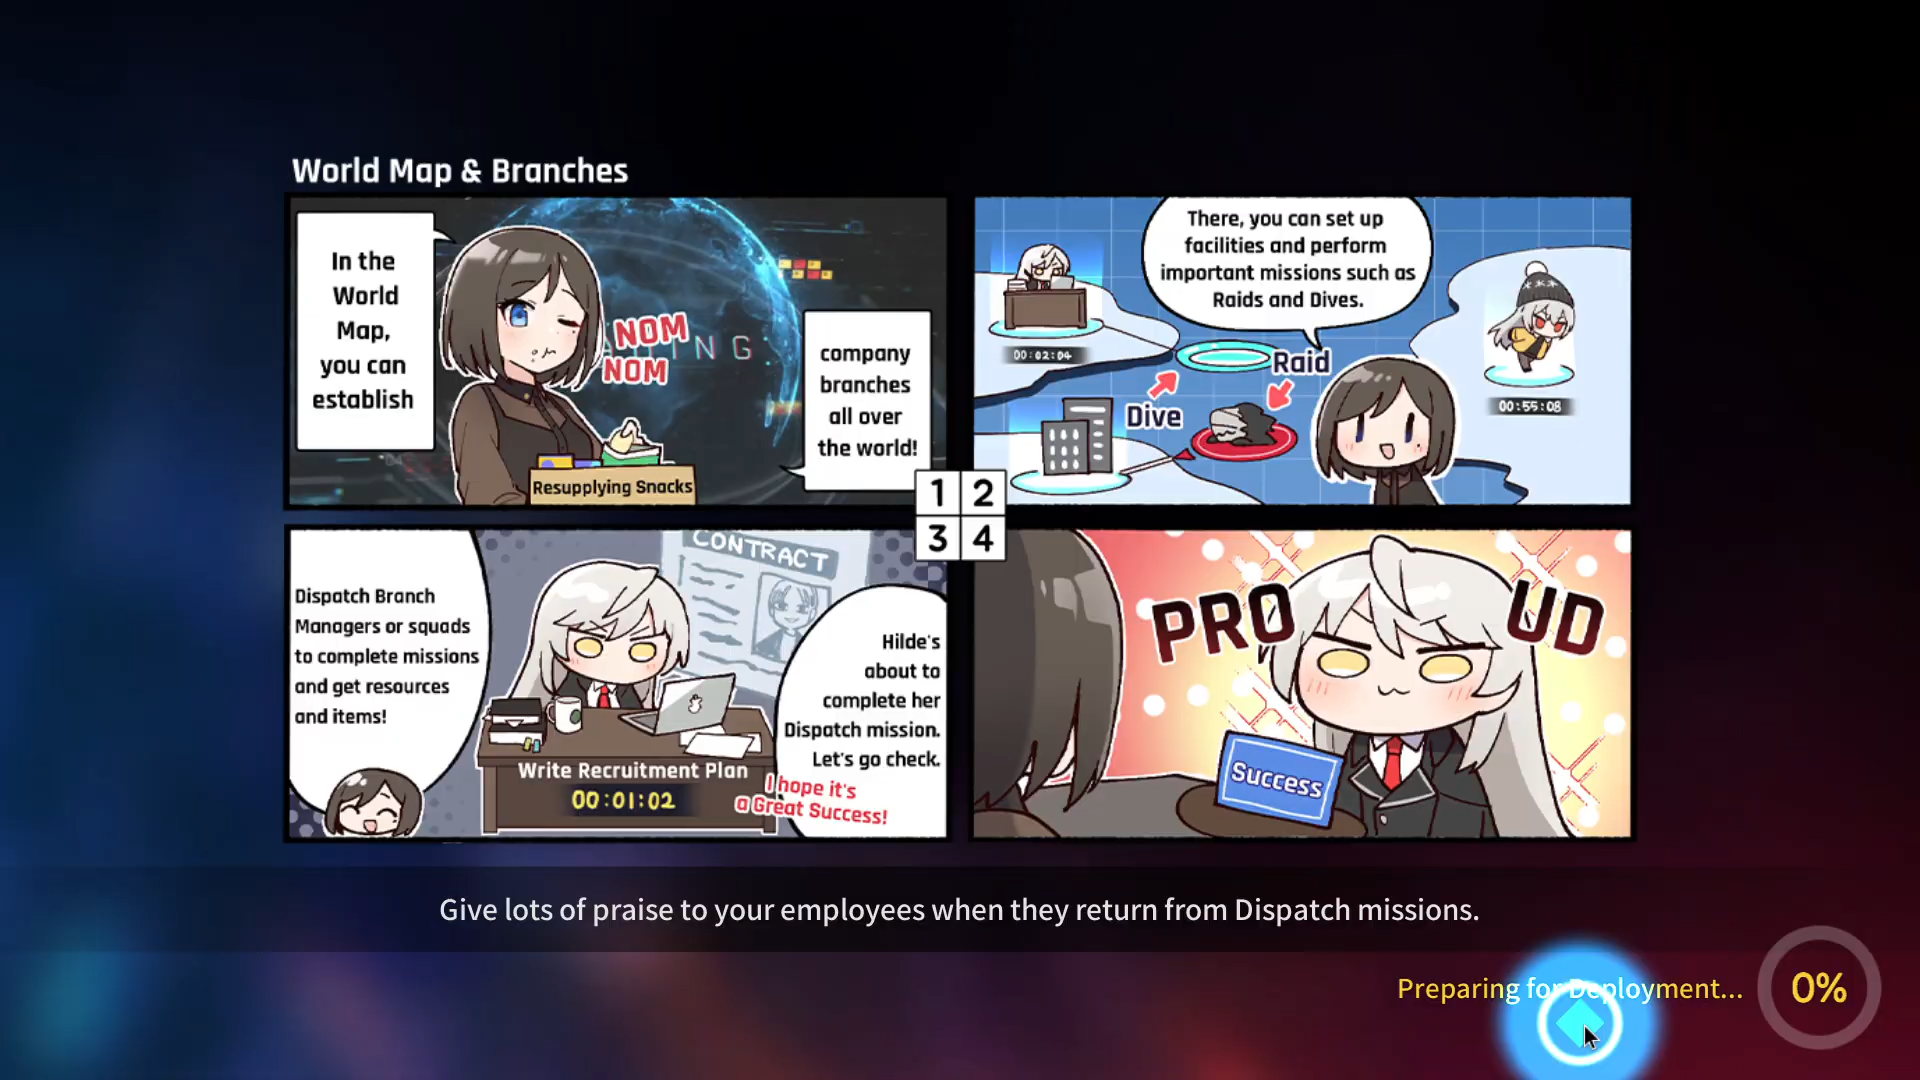 World Map & Branches
In the
World
Map,
you can
establish
NOM
NOM
company
branches
all over
the world!
Resupplying Snacks
There, you can set up
facilities and perform
important missions such as
Raids and Dives.
00:02:04
Raid
Dive
00:55:08
1 2
3 4
Dispatch Branch
Managers or squads
to complete missions
and get resources
and items!
CONTRACT
Hilde's
about to
complete her
Dispatch mission.
Let's go check.
Write Recruitment Plan
00:01:02
I hope it's
a Great Success!
PRO UD
Success
Give lots of praise to your employees when they return from Dispatch missions.
Preparing for Deployment...
0%